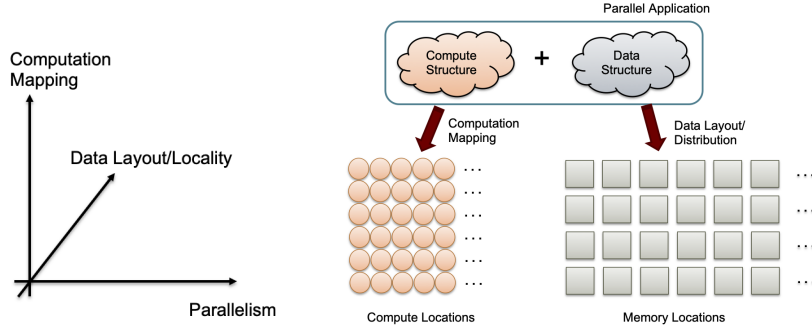 Computation
Mapping
Data Layout/Locality
Parallelism
Parallel Application
Compute
Structure
+
Data
Structure
Computation
Mapping
Data Layout/
Distribution
...
...
...
...
...
...
...
...
...
...
Compute Locations
Memory Locations